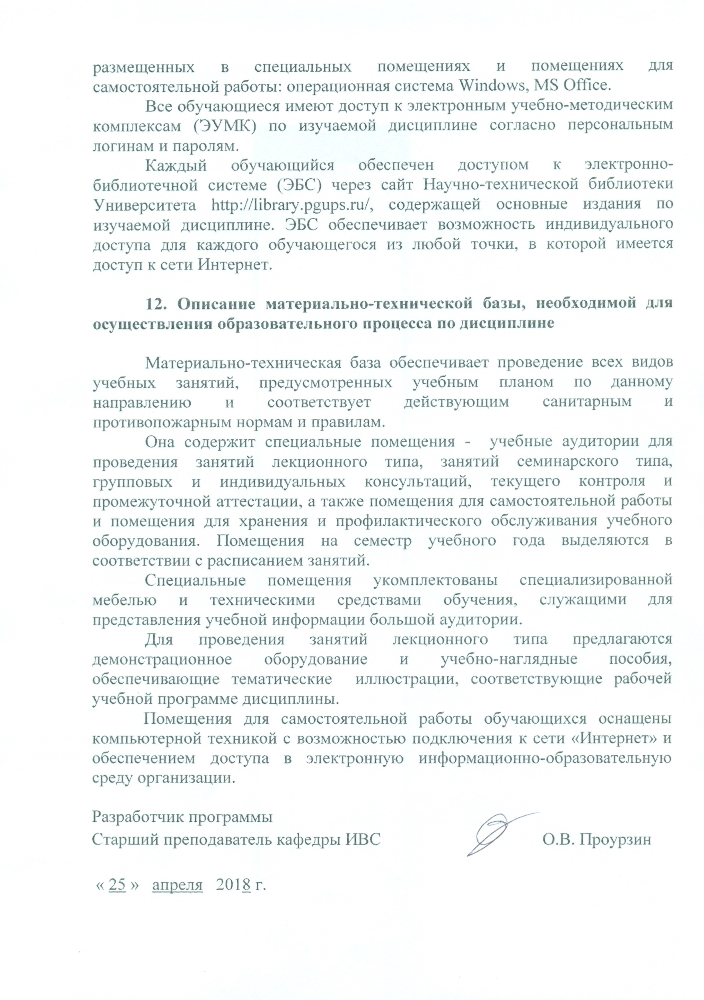 размещенных в специальных помещениях и помещениях для
самостоятельной работы: операционная система Windows, MS Office.
Все обучающиеся имеют доступ к электронным учебно-методическим
комплексам (ЭУМК) по изучаемой дисциплине согласно персональным
логинам и паролям.
Каждый обучающийся обеспечен доступом к электронно-
библиотечной системе (ЭБС) через сайт Научно-технической библиотеки
Университета http://library.pgups.ru/, содержащей основные издания по
изучаемой дисциплине. ЭБС обеспечивает возможность индивидуального
доступа для каждого обучающегося из любой точки, в которой имеется
доступ к сети Интернет.
12. Описание материально-технической базы, необходимой для
осуществления образовательного процесса по дисциплине
Материально-техническая база обеспечивает проведение всех видов
учебных занятий, предусмотренных учебным планом по данному
направлению и соответствует действующим санитарным и
противопожарным нормам и правилам.
Она содержит специальные помещения - учебные аудитории для
проведения занятий лекционного типа, занятий семинарского типа,
групповых и индивидуальных консультаций, текущего контроля и
промежуточной аттестации, а также помещения для самостоятельной работы
и помещения для хранения и профилактического обслуживания учебного
оборудования. Помещения на семестр учебного года выделяются в
соответствии с расписанием занятий.
Специальные помещения укомплектованы специализированной
мебелью и техническими средствами обучения, служащими для
представления учебной информации большой аудитории.
Для проведения занятий лекционного типа предлагаются
демонстрационное оборудование и учебно-наглядные пособия,
обеспечивающие тематические иллюстрации, соответствующие рабочей
учебной программе дисциплины.
Помещения для самостоятельной работы обучающихся оснащены
компьютерной техникой с возможностью подключения к сети «Интернет» и
обеспечением доступа в электронную информационно-образовательную
среду организации.
Разработчик программы
Старший преподаватель кафедры ИВС О.В. Проурзин
« 25 » апреля 2018 г.